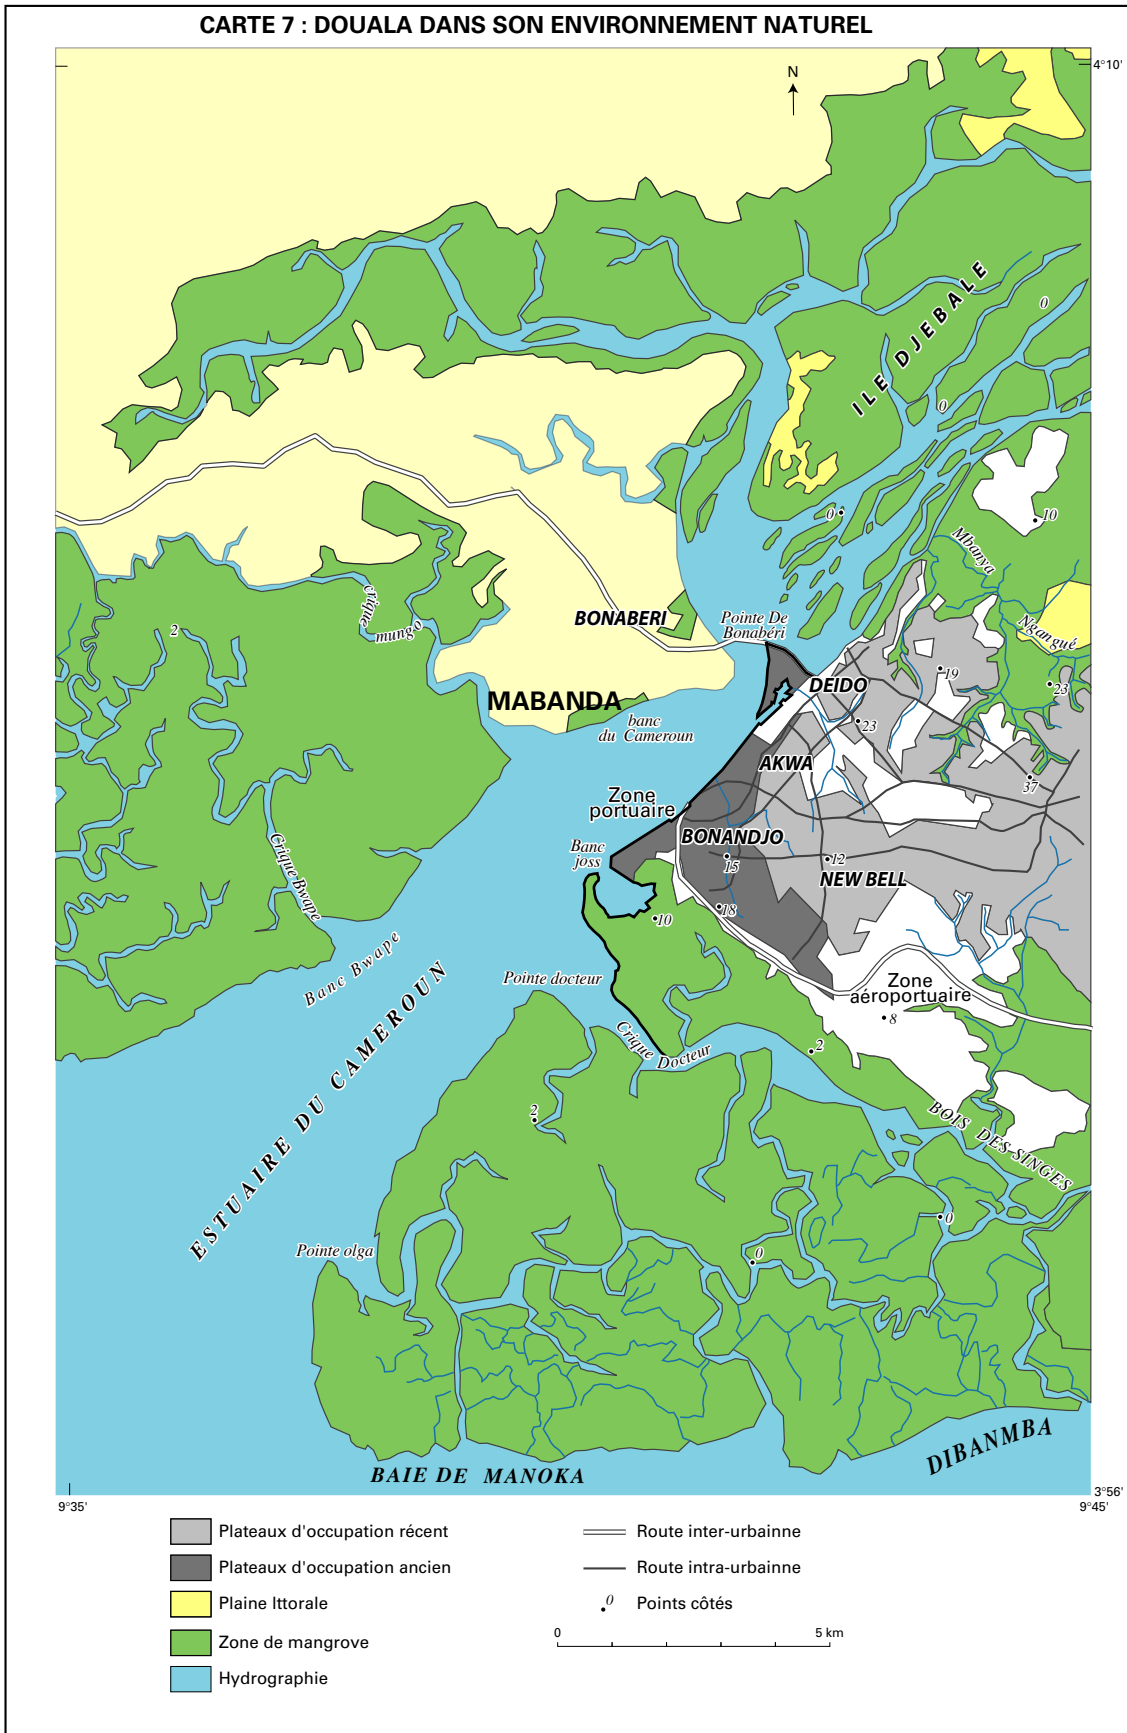 CARTE 7 : DOUALA DANS SON ENVIRONNEMENT NATUREL
N
4°10'
ILE DJEBALE
0
0
0
10
Mbanya
Ngangué
crique
mungo
2
BONABERI
Pointe De
Bonabéri
19
23
DEIDO
23
MABANDA
banc
du Cameroun
AKWA
37
Zone
portuaire
BONANDJO
Banc
joss
15
12
NEW BELL
Crique Bwape
18
10
Banc Bwape
Pointe docteur
Zone
aéroportuaire
8
ESTUAIRE DU CAMEROUN
Crique Docteur
2
2
BOIS DES SINGES
0
Pointe olga
0
DIBANMBA
BAIE DE MANOKA
3°56'
9°35'
9°45'
Plateaux d'occupation récent
Plateaux d'occupation ancien
Plaine lttorale
Zone de mangrove
Hydrographie
Route inter-urbainne
Route intra-urbainne
0
Points côtés
0
5 km